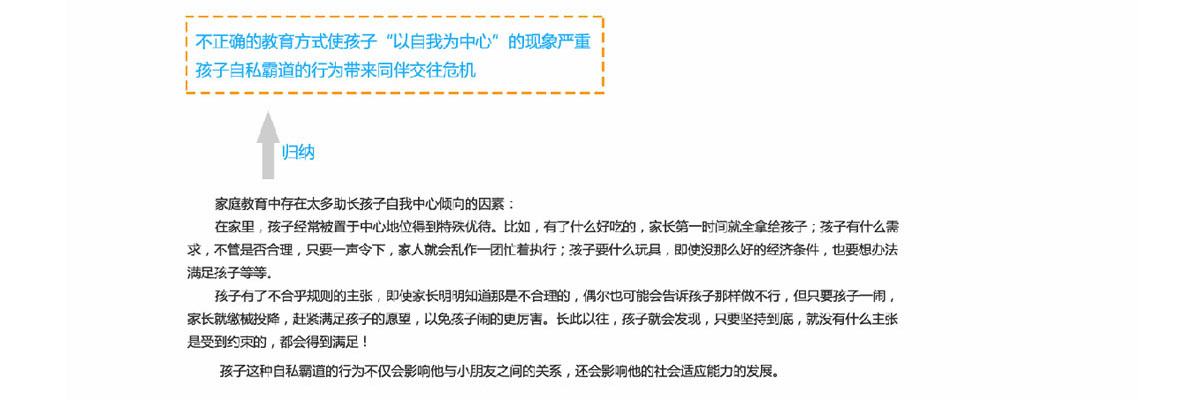 不正确的教育方式使孩子“以自我为中心”的现象严重
孩子自私霸道的行为带来同伴交往危机
归纳
家庭教育中存在太多助长孩子自我中心倾向的因素：
在家里，孩子经常被置于中心地位得到特殊优待。比如，有了什么好吃的，家长第一时间就全拿给孩子；孩子有什么需
求，不管是否合理，只要一声令下，家人就会乱作一团忙着执行；孩子要什么玩具，即使没那么好的经济条件，也要想办法
满足孩子等等。
孩子有了不合乎规则的主张，即使家长明明知道那是不合理的，偶尔也可能会告诉孩子那样做不行，但只要孩子一闹，
家长就缴械投降，赶紧满足孩子的愿望，以免孩子闹的更厉害。长此以往，孩子就会发现，只要坚持到底，就没有什么主张
是受到约束的，都会得到满足！
孩子这种自私霸道的行为不仅会影响他与小朋友之间的关系，还会影响他的社会适应能力的发展。